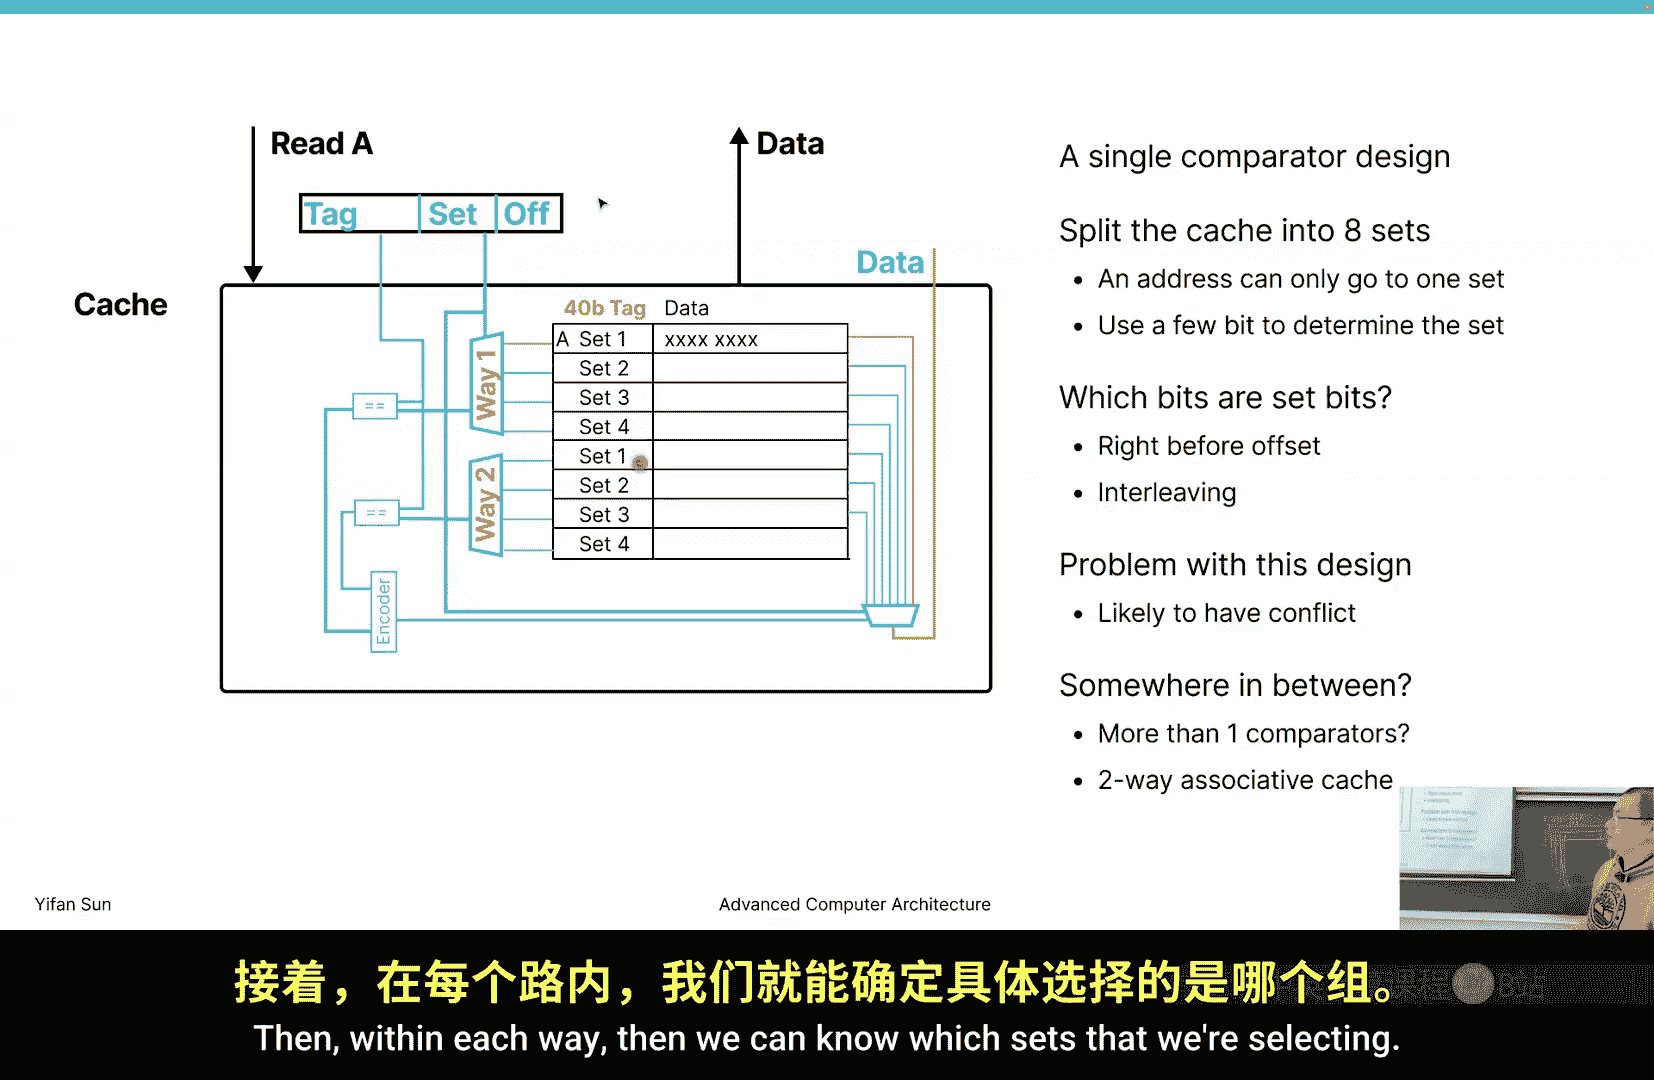 Read A
Data
Tag Set Off
Data
Cache
40b Tag Data
A Set 1 xxxx xxxx
Set 2
Set 3
Set 4
Set 1
Set 2
Set 3
Set 4
Way 1
Way 2
==
==
Encoder
A single comparator design
Split the cache into 8 sets
• An address can only go to one set
• Use a few bit to determine the set
Which bits are set bits?
• Right before offset
• Interleaving
Problem with this design
• Likely to have conflict
Somewhere in between?
• More than 1 comparators?
• 2-way associative cache
Yifan Sun
Advanced Computer Architecture
接着，在每个路内，我们就能确定具体选择的是哪个组。
Then, within each way, then we can know which sets that we're selecting.